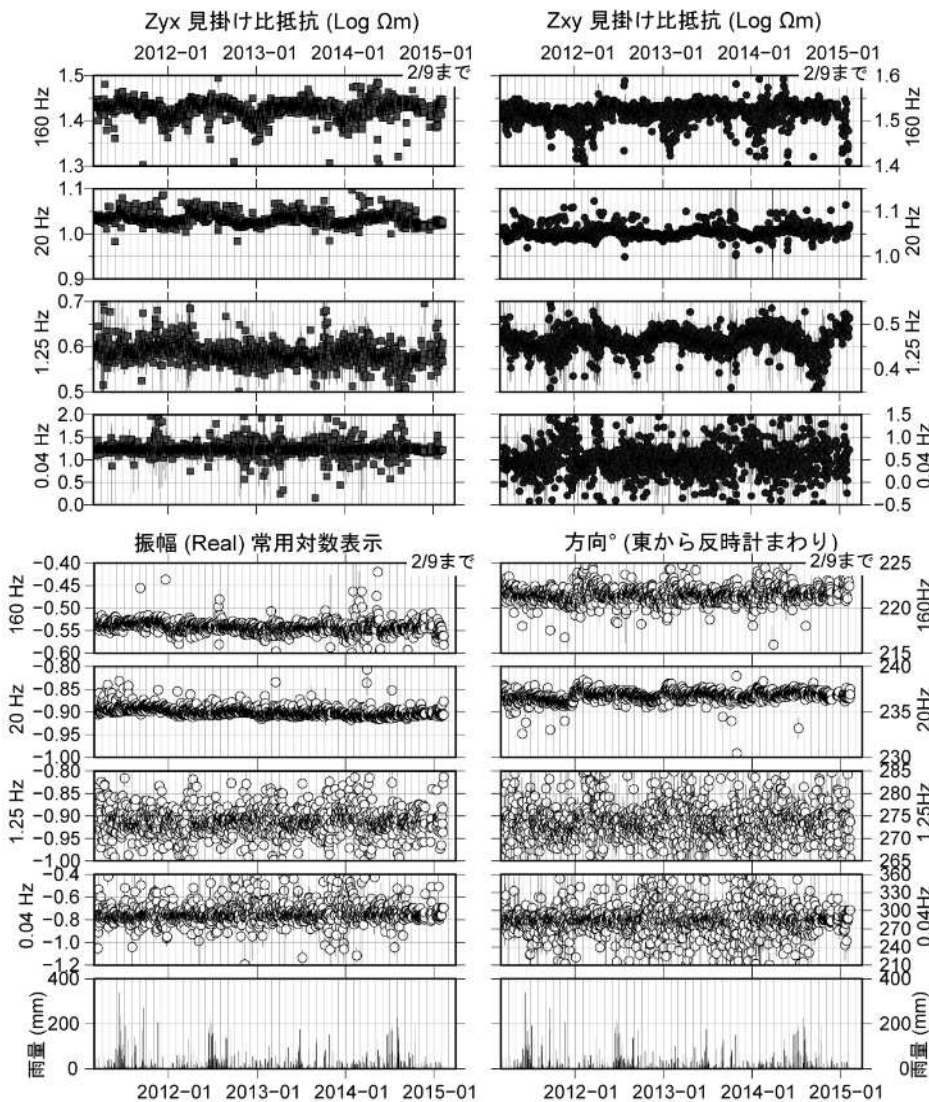 Zyx 見掛け比抵抗 (Log Ωm)
2012−01 2013−01 2014−01 2015−01
2/9まで
160 Hz
1.5
1.4
1.3
20 Hz
1.1
1.0
0.9
1.25 Hz
0.7
0.6
0.5
0.04 Hz
2.0
1.5
1.0
0.5
0.0
Zxy 見掛け比抵抗 (Log Ωm)
2012−01 2013−01 2014−01 2015−01
2/9まで
1.6
1.5
1.4
160 Hz
1.1
1.0
20 Hz
0.5
0.4
1.25 Hz
1.5
1.0
0.5
0.0
−0.5
0.04 Hz
振幅 (Real) 常用対数表示
2/9まで
160 Hz
−0.40
−0.45
−0.50
−0.55
−0.60
20 Hz
−0.80
−0.85
−0.90
−0.95
−1.00
1.25 Hz
−0.80
−0.85
−0.90
−0.95
−1.00
0.04 Hz
−0.4
−0.6
−0.8
−1.0
−1.2
雨量 (mm)
400
200
0
2012−01 2013−01 2014−01 2015−01
方向° (東から反時計まわり)
2/9まで
225
220
215
160Hz
240
235
230
20Hz
285
280
275
270
265
1.25Hz
360
330
300
270
240
210
0.04Hz
400
200
0
雨量 (mm)
2012−01 2013−01 2014−01 2015−01